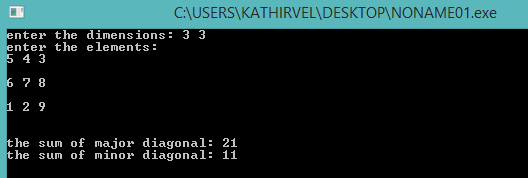 C:\USERS\KATHIRVEL\DESKTOP\NONAME01.exe
enter the dimensions: 3 3
enter the elements:
5 4 3
6 7 8
1 2 9
the sum of major diagonal: 21
the sum of minor diagonal: 11